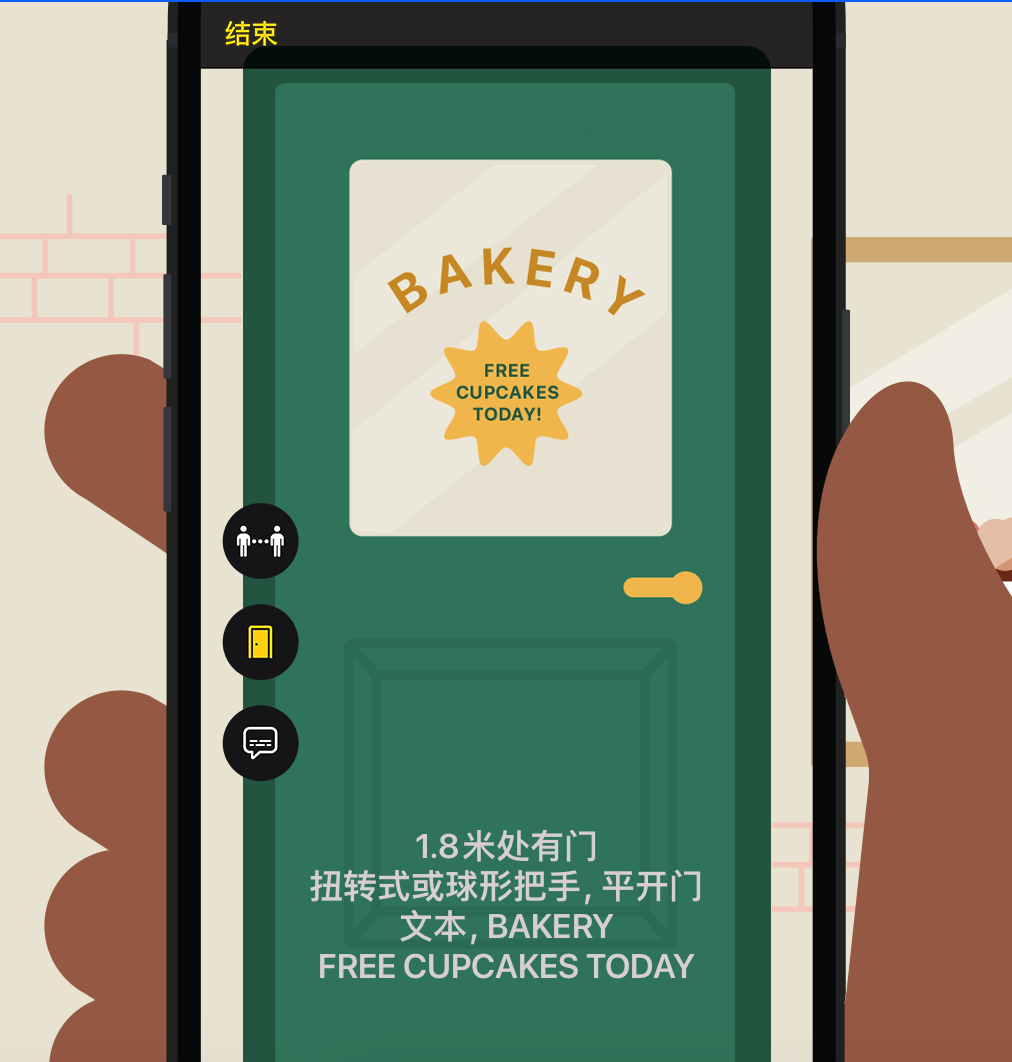 结束
BAKERY
FREE
CUPCAKES
TODAY!
1.8米处有门
扭转式或球形把手, 平开门
文本, BAKERY
FREE CUPCAKES TODAY